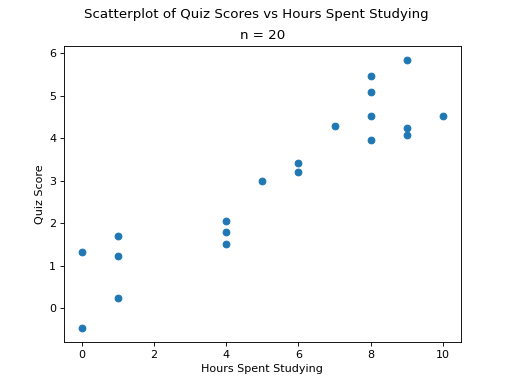 Scatterplot of Quiz Scores vs Hours Spent Studying
n = 20
6
5
4
3
2
1
0
Quiz Score
0 2 4 6 8 10
Hours Spent Studying